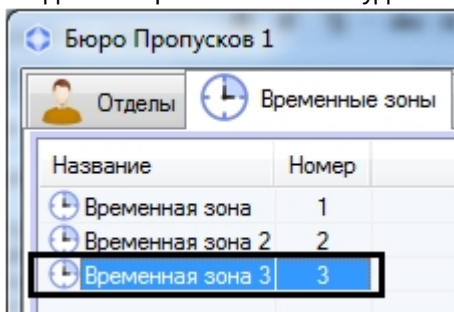 Бюро Пропусков 1
Отделы Временные зоны
Название Номер
Временная зона 1
Временная зона 2 2
Временная зона 3 3